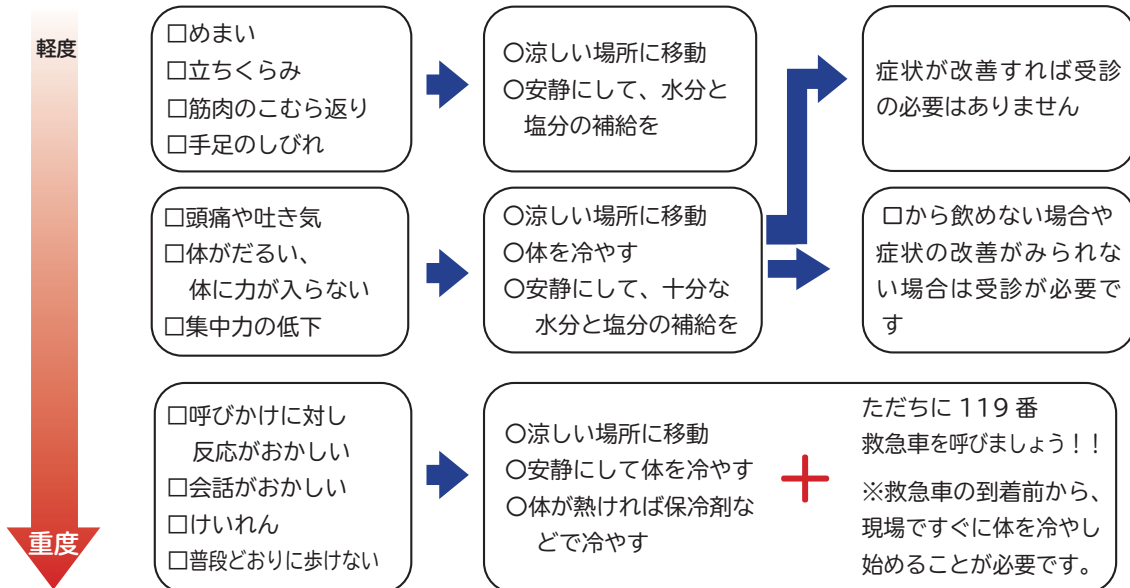 軽度
□めまい
□立ちくらみ
□筋肉のこむら返り
□手足のしびれ
○涼しい場所に移動
○安静にして、水分と
塩分の補給を
症状が改善すれば受診
の必要はありません
□頭痛や吐き気
□体がだるい、
体に力が入らない
□集中力の低下
○涼しい場所に移動
○体を冷やす
○安静にして、十分な
水分と塩分の補給を
口から飲めない場合や
症状の改善がみられな
い場合は受診が必要で
す
□呼びかけに対し
反応がおかしい
□会話がおかしい
□けいれん
□普段どおりに歩けない
○涼しい場所に移動
○安静にして体を冷やす
○体が熱ければ保冷剤な
どで冷やす
ただちに 119 番
救急車を呼びましょう!!
※救急車の到着前から、
現場ですぐに体を冷やし
始めることが必要です。
重度